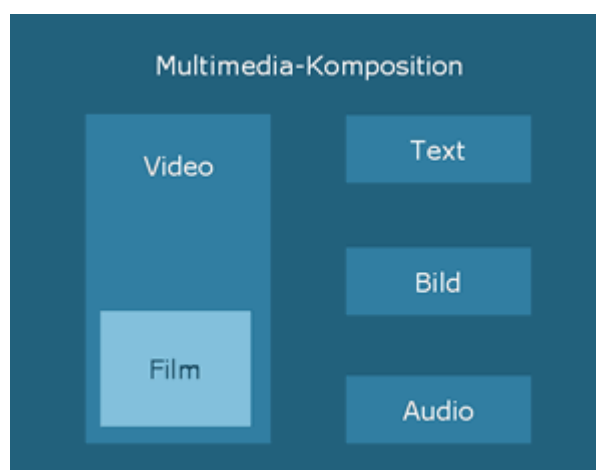 Multimedia-Komposition
Video
Film
Text
Bild
Audio